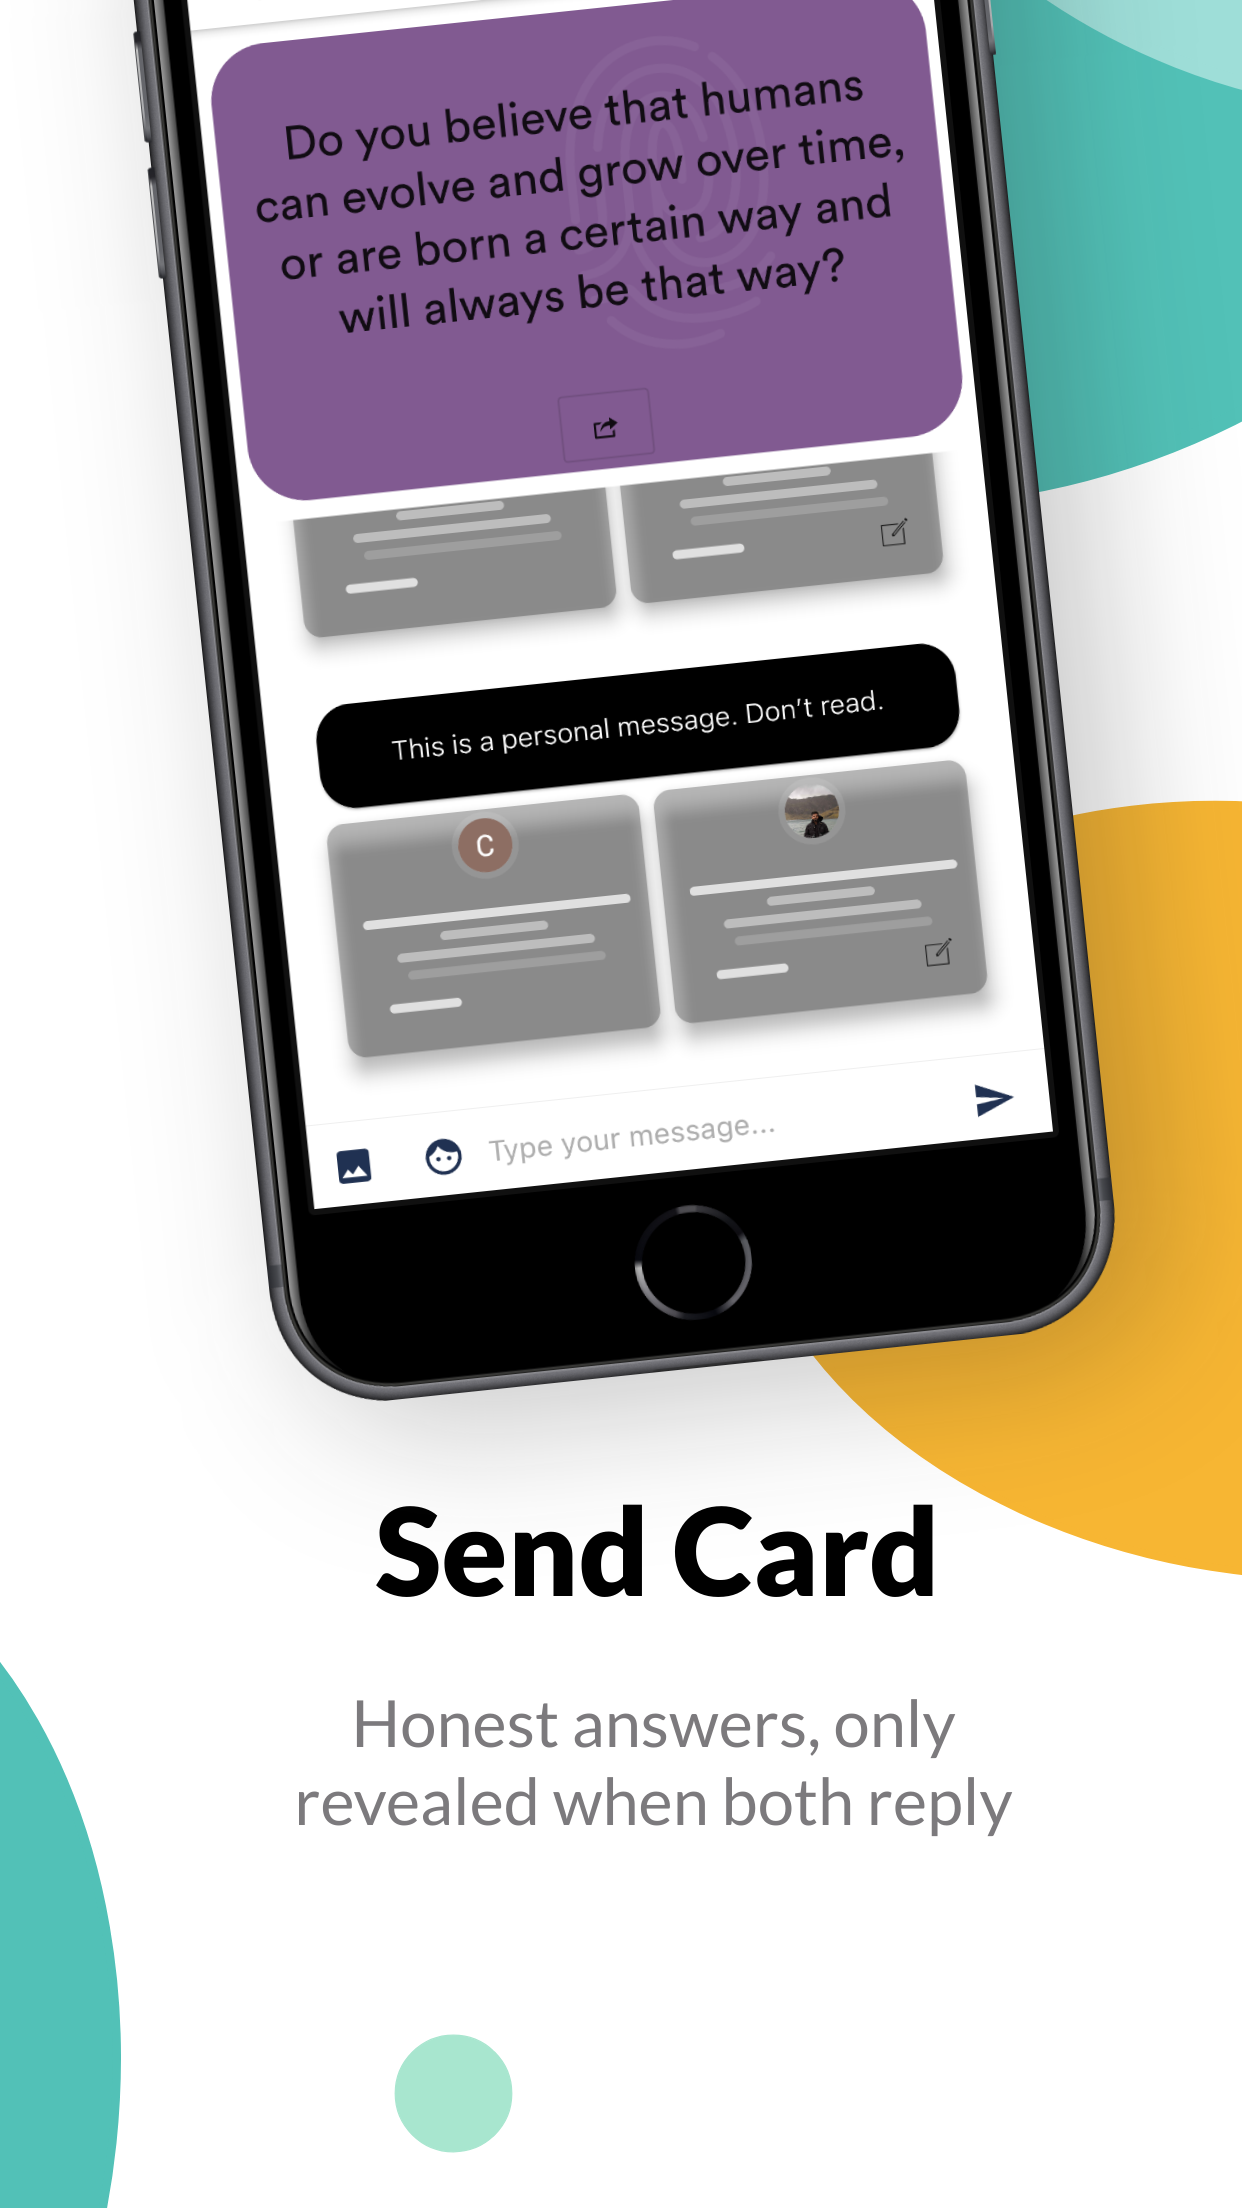 Do you believe that humans
can evolve and grow over time,
or are born a certain way and
will always be that way?
This is a personal message. Don't read.
C
Type your message...
Send Card
Honest answers, only
revealed when both reply